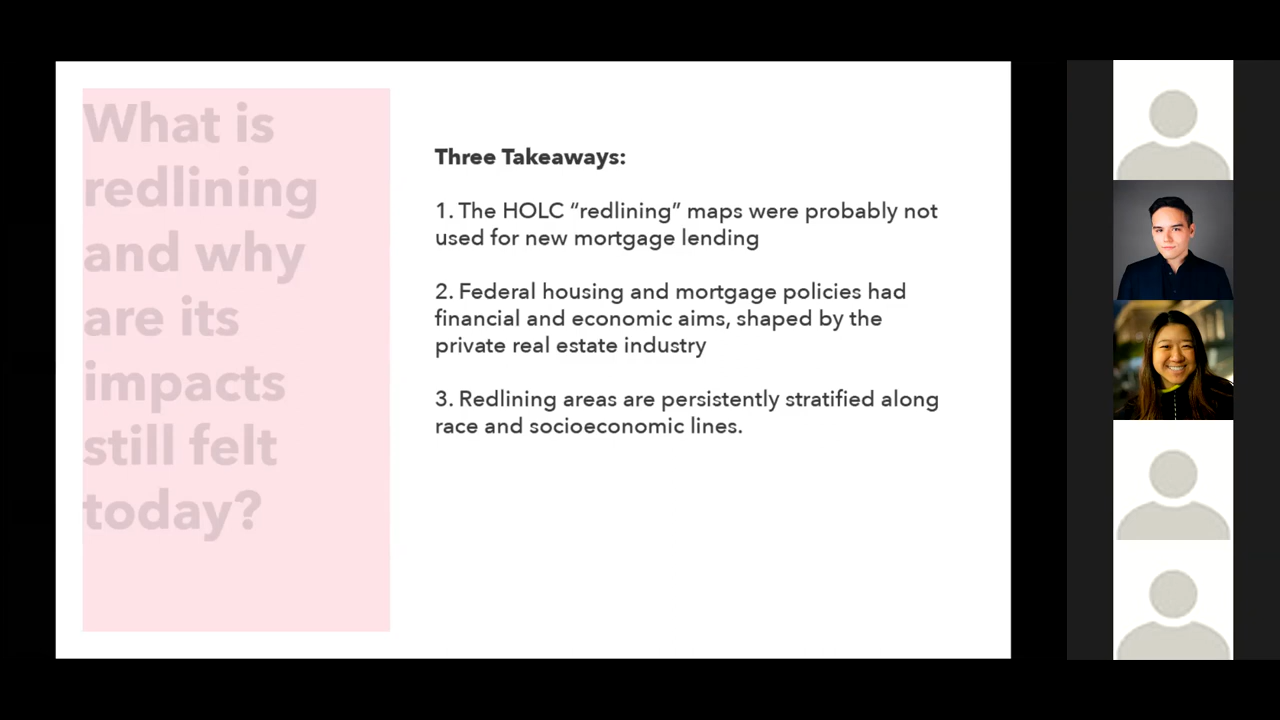 What is
redlining
and why
are its
impacts
still felt
today?
Three Takeaways:
1. The HOLC “redlining” maps were probably not
used for new mortgage lending
2. Federal housing and mortgage policies had
financial and economic aims, shaped by the
private real estate industry
3. Redlining areas are persistently stratified along
race and socioeconomic lines.